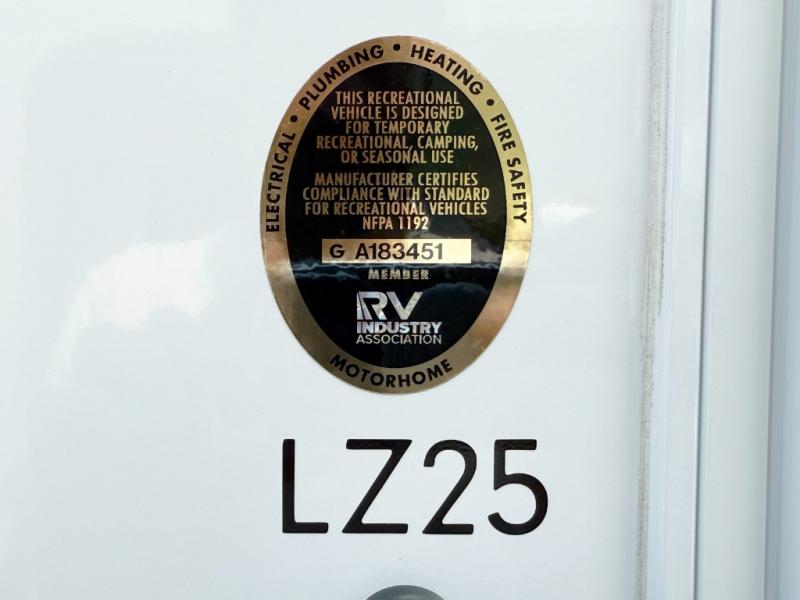 ELECTRICAL • PLUMBING • HEATING • FIRE SAFETY
THIS RECREATIONAL
VEHICLE IS DESIGNED
FOR TEMPORARY
RECREATIONAL, CAMPING,
OR SEASONAL USE
MANUFACTURER CERTIFIES
COMPLIANCE WITH STANDARD
FOR RECREATIONAL VEHICLES
NFPA 1192
G A183451
MEMBER
RV
INDUSTRY
ASSOCIATION
MOTORHOME
LZ25